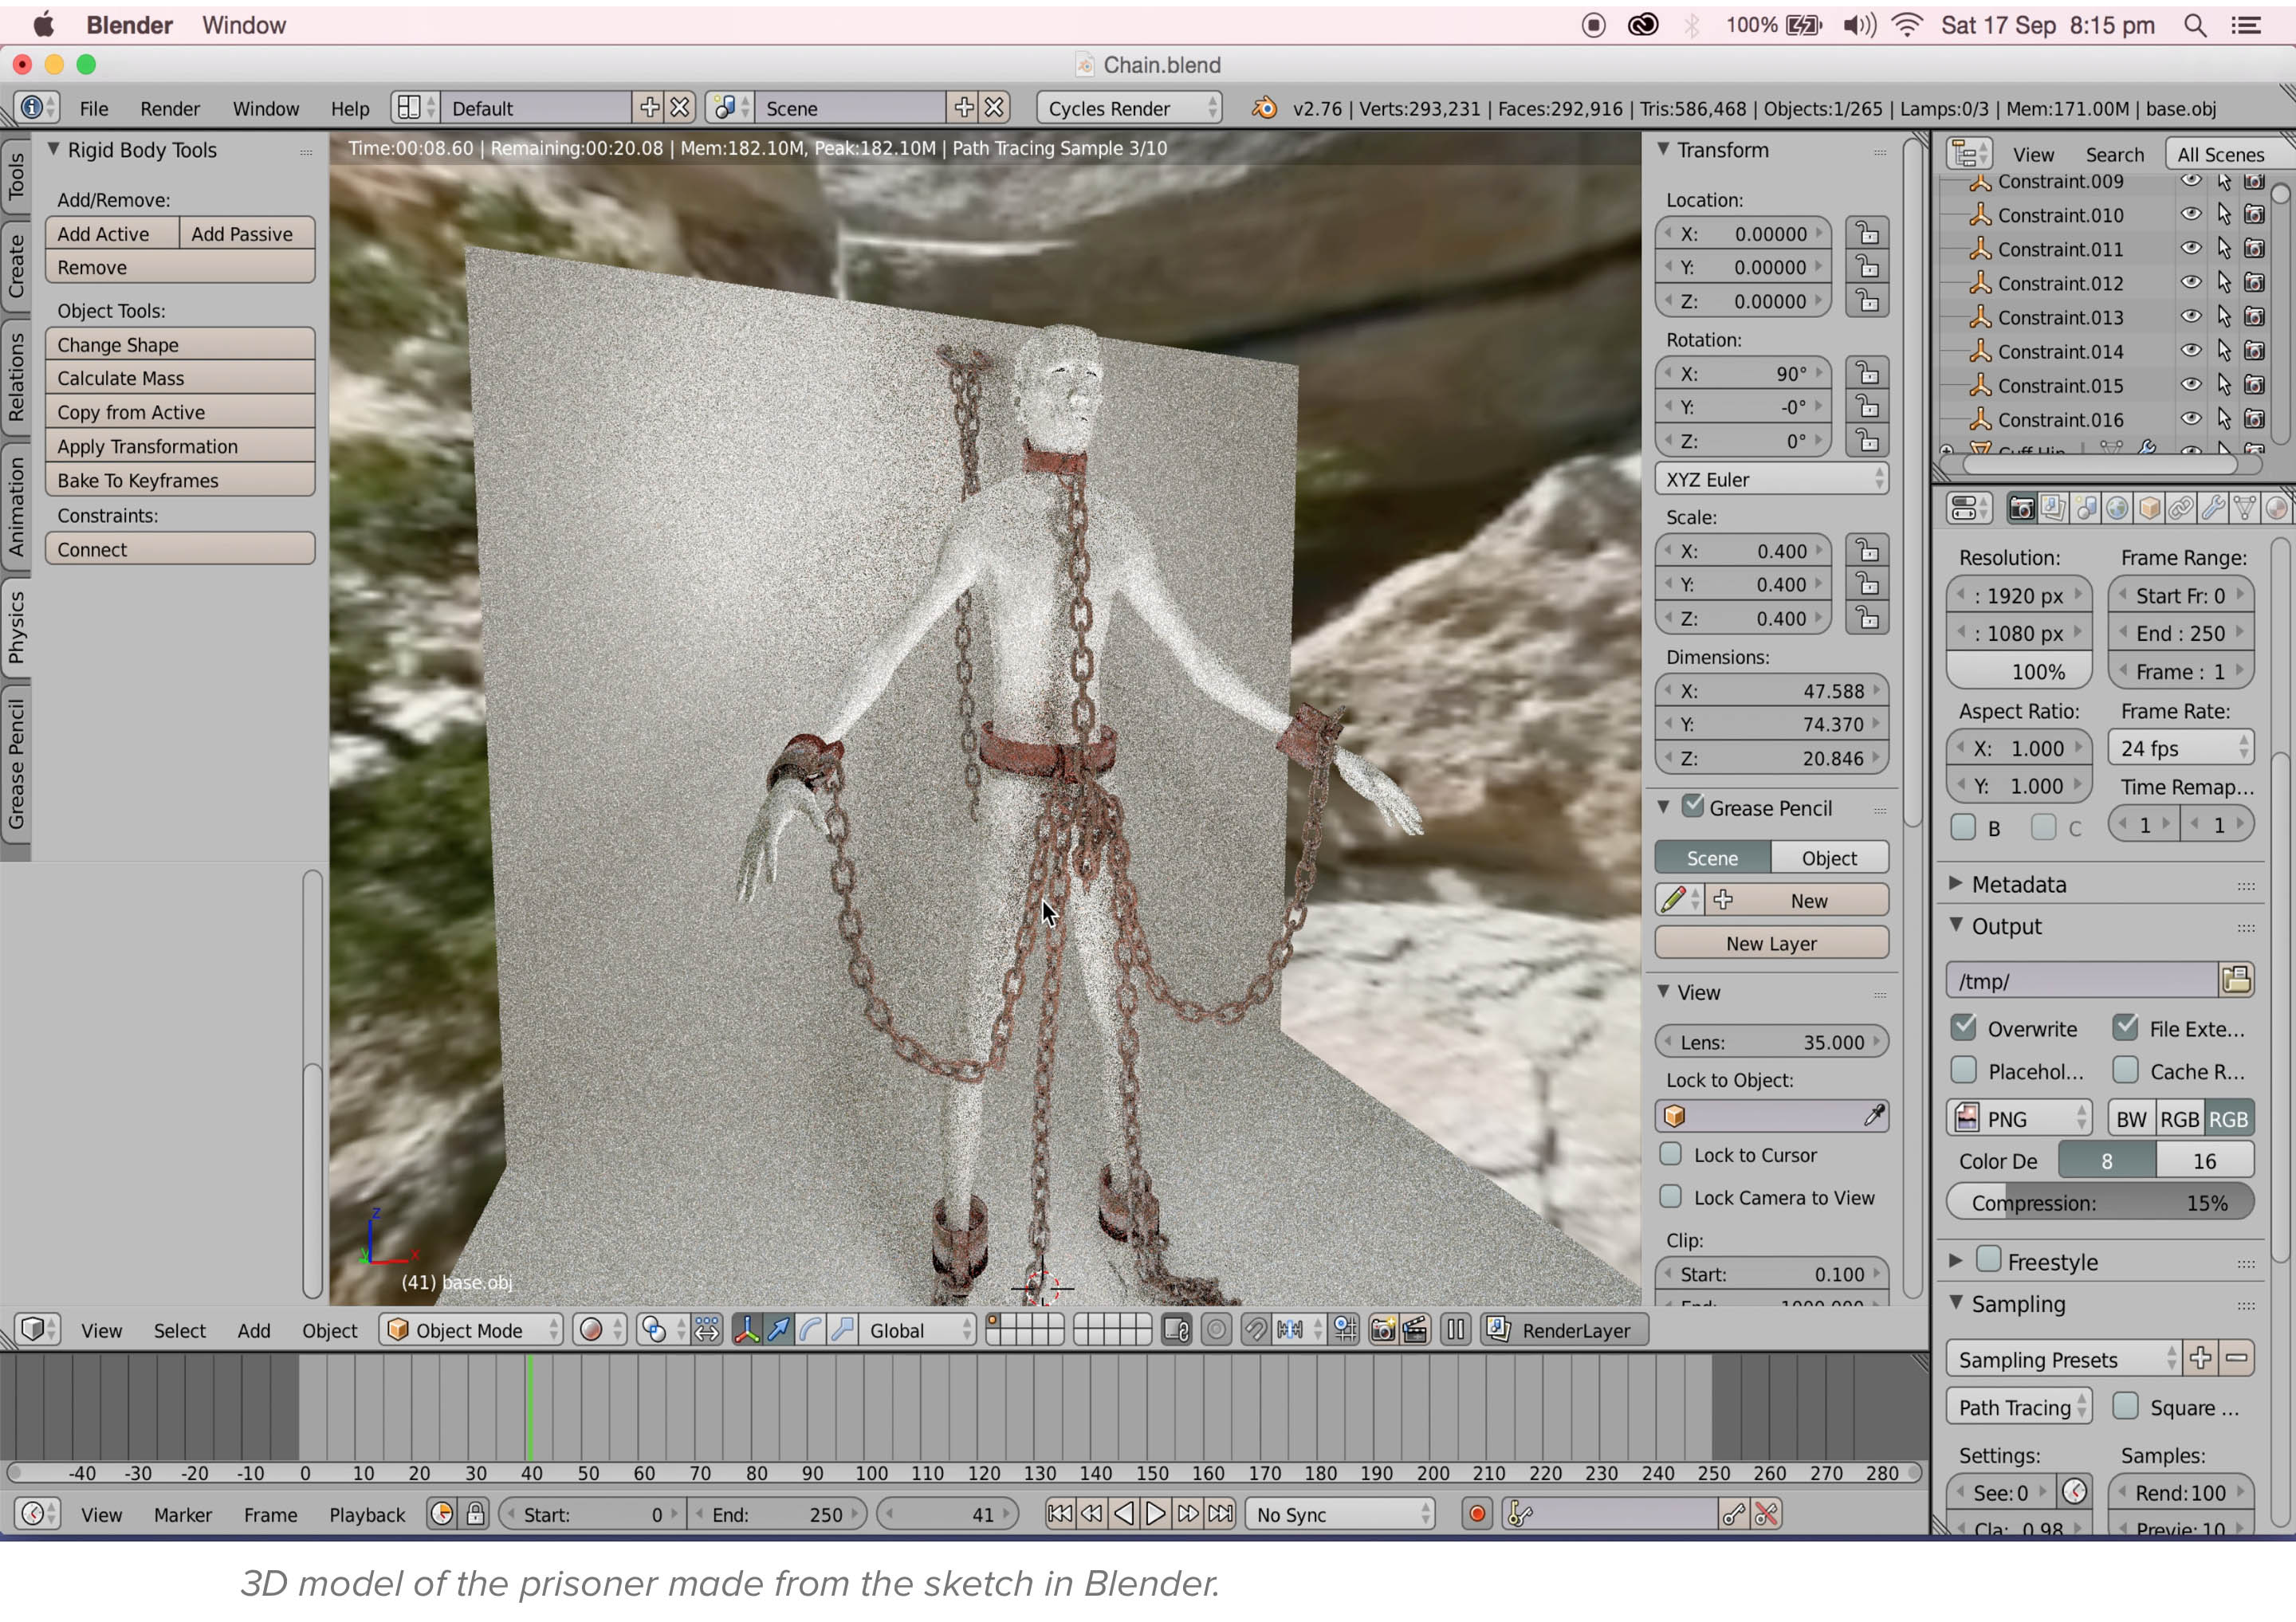 Blender Window 100% Sat 17 Sep 8:15 pm
Chain.blend
File Render Window Help Default Scene Cycles Render v2.76 | Verts:293,231 | Faces:292,916 | Tris:586,468 | Objects:1/265 | Lamps:0/3 | Mem:171.00M | base.obj
Tools
Create
Relations
Animation
Physics
Grease Pencil
Rigid Body Tools
Add/Remove:
Add Active Add Passive
Remove
Object Tools:
Change Shape
Calculate Mass
Copy from Active
Apply Transformation
Bake To Keyframes
Constraints:
Connect
Time:00:08.60 | Remaining:00:20.08 | Mem:182.10M, Peak:182.10M | Path Tracing Sample 3/10
z
y x
(41) base.obj
Transform
Location:
X: 0.00000
Y: 0.00000
Z: 0.00000
Rotation:
X: 90°
Y: -0°
Z: 0°
XYZ Euler
Scale:
X: 0.400
Y: 0.400
Z: 0.400
Dimensions:
X: 47.588
Y: 74.370
Z: 20.846
Grease Pencil
Scene Object
New
New Layer
View
Lens: 35.000
Lock to Object:
Lock to Cursor
Lock Camera to View
Clip:
Start: 0.100
View Search All Scenes
Constraint.009
Constraint.010
Constraint.011
Constraint.012
Constraint.013
Constraint.014
Constraint.015
Constraint.016
Resolution: Frame Range:
: 1920 px Start Fr: 0
: 1080 px End : 250
100% Frame : 1
Aspect Ratio: Frame Rate:
X: 1.000 24 fps
Y: 1.000 Time Remap...
B C 1 1
Metadata
Output
/tmp/
Overwrite File Exte...
Placehol... Cache R...
PNG BW RGB RGB
Color De 8 16
Compression: 15%
Freestyle
Sampling
Sampling Presets
Path Tracing Square ...
Settings: Samples:
See: 0 Rend: 100
Cla: 0.98 Previe: 10
View Select Add Object Object Mode Global RenderLayer
-40 -30 -20 -10 0 10 20 30 40 50 60 70 80 90 100 110 120 130 140 150 160 170 180 190 200 210 220 230 240 250 260 270 280
View Marker Frame Playback Start: 0 End: 250 41 No Sync
3D model of the prisoner made from the sketch in Blender.